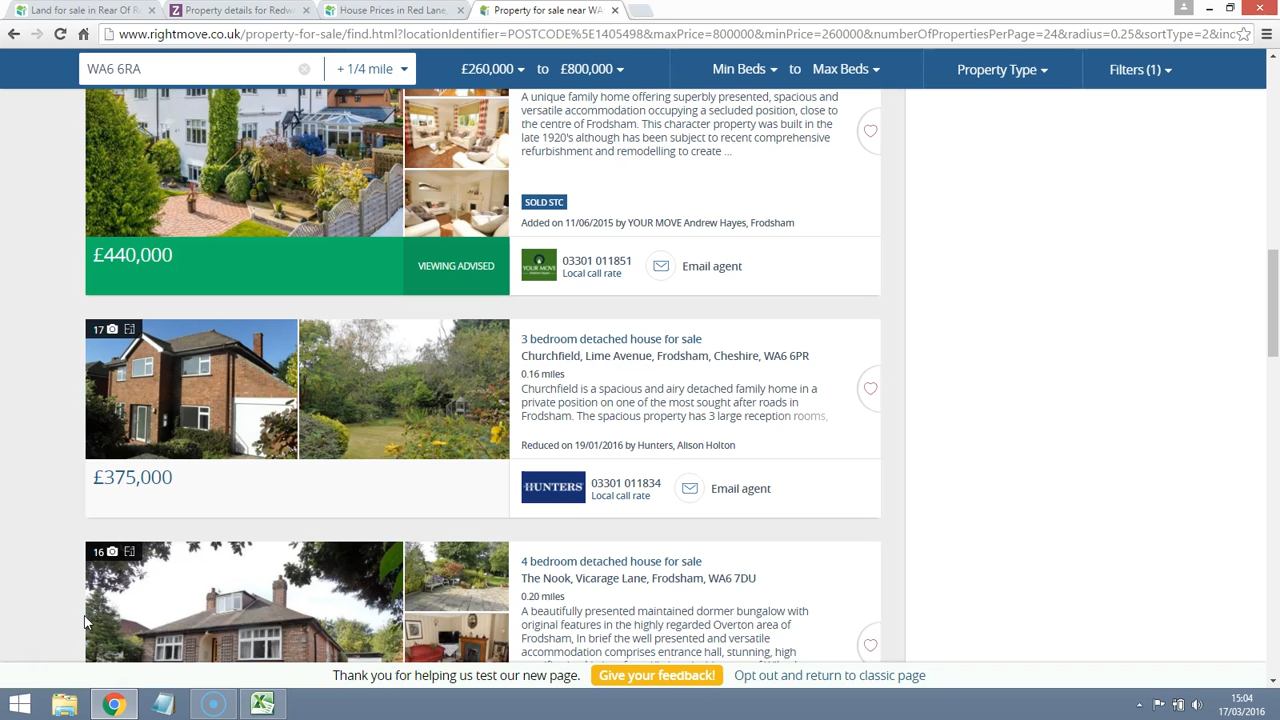 Land for sale in Rear Of R
Property details for Redw
House Prices in Red Lane,
Property for sale near WA
www.rightmove.co.uk/property-for-sale/find.html?locationIdentifier=POSTCODE%5E1405498&maxPrice=800000&minPrice=260000&numberOfPropertiesPerPage=24&radius=0.25&sortType=2&inc
WA6 6RA
+ 1/4 mile
£260,000 to £800,000
Min Beds to Max Beds
Property Type
Filters (1)
A unique family home offering superbly presented, spacious and
versatile accommodation occupying a secluded position, close to
the centre of Frodsham. This character property was built in the
late 1920's although has been subject to recent comprehensive
refurbishment and remodelling to create ...
SOLD STC
Added on 11/06/2015 by YOUR MOVE Andrew Hayes, Frodsham
£440,000
VIEWING ADVISED
YOUR MOVE
03301 011851
Local call rate
Email agent
17
3 bedroom detached house for sale
Churchfield, Lime Avenue, Frodsham, Cheshire, WA6 6PR
0.16 miles
Churchfield is a spacious and airy detached family home in a
private position on one of the most sought after roads in
Frodsham. The spacious property has 3 large reception rooms,
Reduced on 19/01/2016 by Hunters, Alison Holton
£375,000
HUNTERS
03301 011834
Local call rate
Email agent
16
4 bedroom detached house for sale
The Nook, Vicarage Lane, Frodsham, WA6 7DU
0.20 miles
A beautifully presented maintained dormer bungalow with
original features in the highly regarded Overton area of
Frodsham, In brief the well presented and versatile
accommodation comprises entrance hall, stunning, high
Thank you for helping us test our new page.
Give your feedback!
Opt out and return to classic page
15:04
17/03/2016